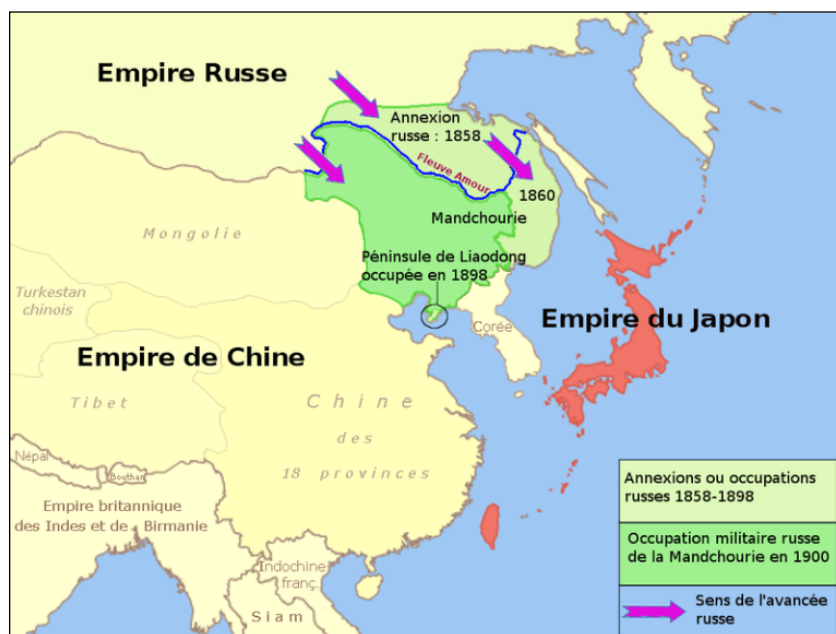 Empire Russe
Annexion
russe : 1858
Fleuve Amour
1860
Mandchourie
Mongolie
Péninsule de Liaodong
occupée en 1898
Turkestan
chinois
Corée
Empire du Japon
Empire de Chine
Tibet
Chine
des
18 provinces
Népal
Bouthan
Empire britannique
des Indes et de Birmanie
Indochine
franç.
Siam
Annexions ou occupations
russes 1858-1898
Occupation militaire russe
de la Mandchourie en 1900
Sens de l'avancée
russe